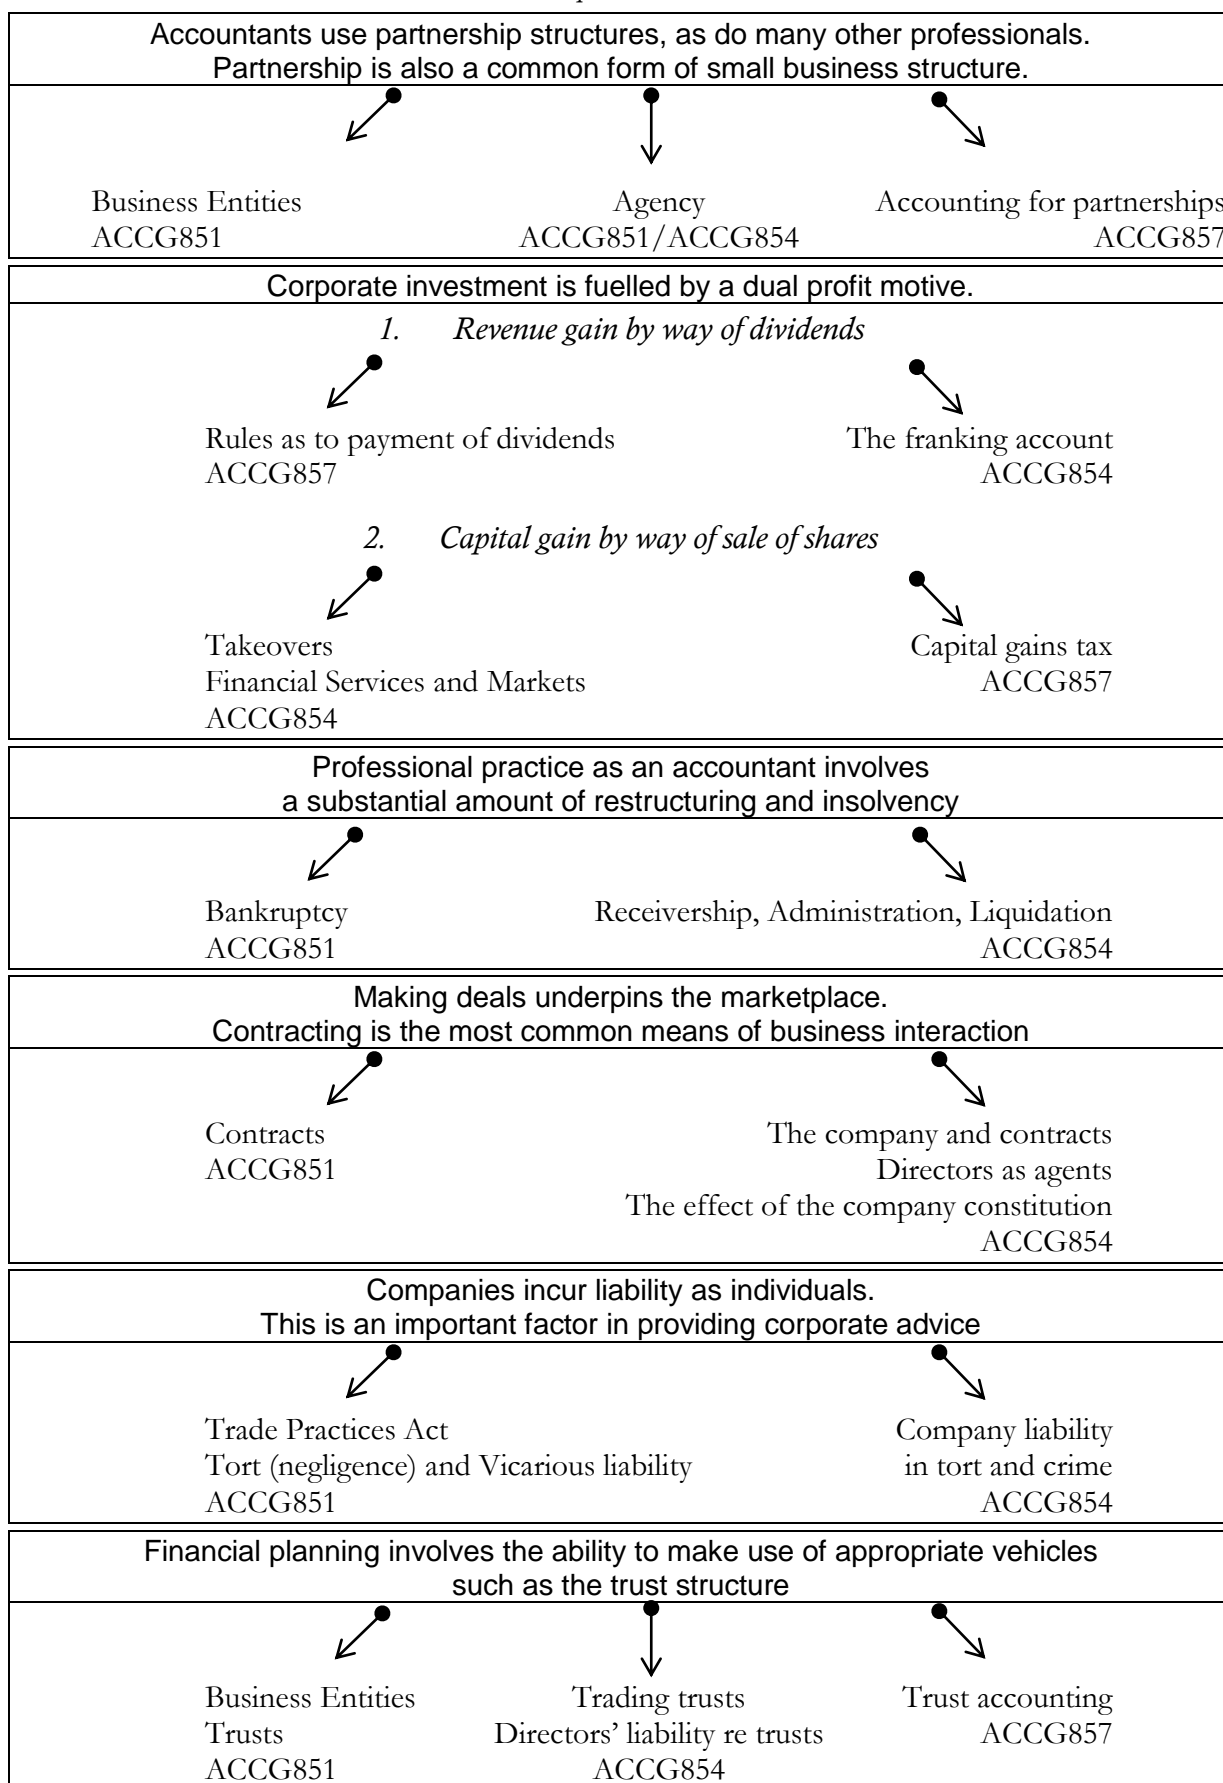 Accountants use partnership structures, as do many other professionals.
Partnership is also a common form of small business structure.
Business Entities
ACCG851
Agency
ACCG851/ACCG854
Accounting for partnerships
ACCG857
Corporate investment is fuelled by a dual profit motive.
1. Revenue gain by way of dividends
Rules as to payment of dividends
ACCG857
The franking account
ACCG854
2. Capital gain by way of sale of shares
Takeovers
Financial Services and Markets
ACCG854
Capital gains tax
ACCG857
Professional practice as an accountant involves
a substantial amount of restructuring and insolvency
Bankruptcy
ACCG851
Receivership, Administration, Liquidation
ACCG854
Making deals underpins the marketplace.
Contracting is the most common means of business interaction
Contracts
ACCG851
The company and contracts
Directors as agents
The effect of the company constitution
ACCG854
Companies incur liability as individuals.
This is an important factor in providing corporate advice
Trade Practices Act
Tort (negligence) and Vicarious liability
ACCG851
Company liability
in tort and crime
ACCG854
Financial planning involves the ability to make use of appropriate vehicles
such as the trust structure
Business Entities
Trusts
ACCG851
Trading trusts
Directors' liability re trusts
ACCG854
Trust accounting
ACCG857